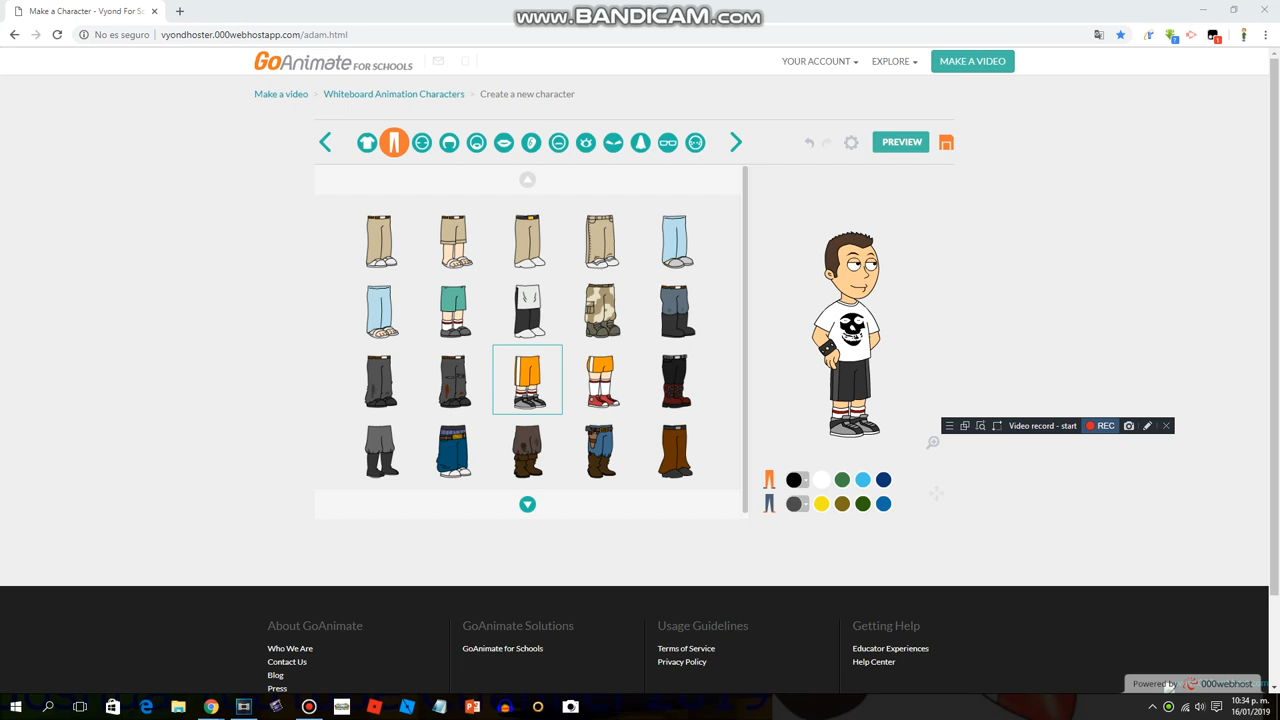 www.BANDICAM.com
Make a Character - Vyond For Sc
No es seguro
vyondhoster.000webhostapp.com/adam.html
GoAnimate FOR SCHOOLS
YOUR ACCOUNT
EXPLORE
MAKE A VIDEO
Make a video > Whiteboard Animation Characters > Create a new character
PREVIEW
Video record - start
REC
About GoAnimate
GoAnimate Solutions
Usage Guidelines
Getting Help
Who We Are
GoAnimate for Schools
Terms of Service
Educator Experiences
Contact Us
Privacy Policy
Help Center
Blog
Press
Powered by
000webhost
10:34 p. m.
16/01/2019